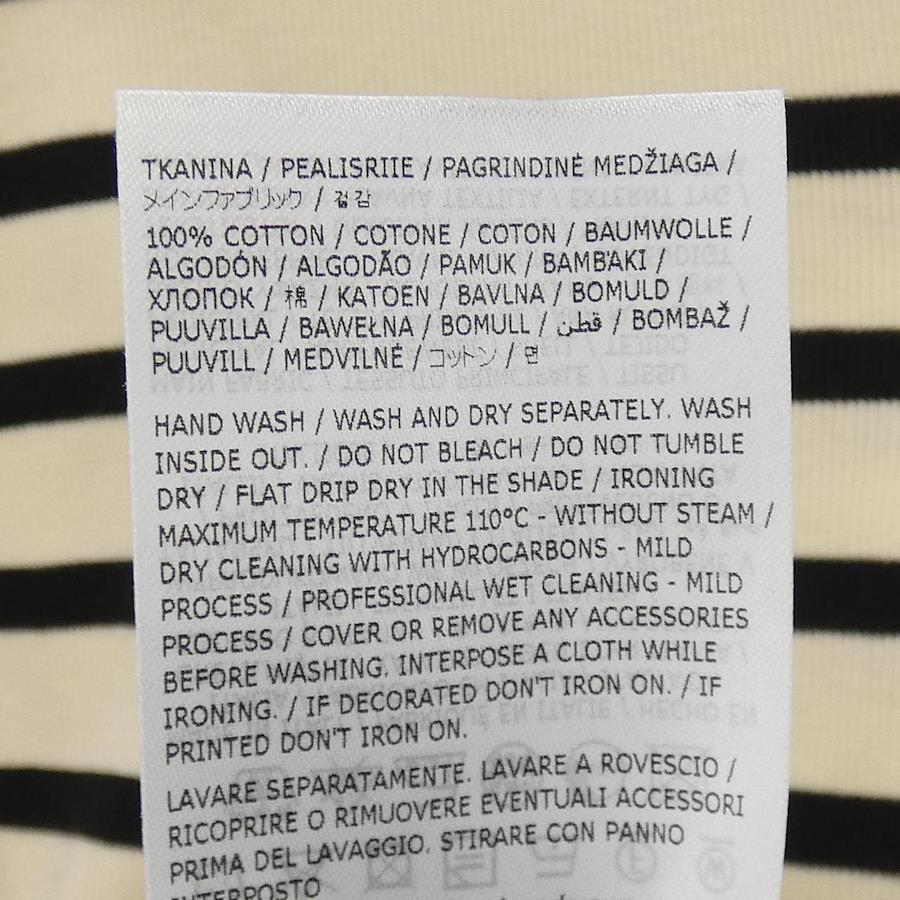 TKANINA / PEALISRIIE / PAGRINDINĖ MEDŽIAGA /
メインファブリック / 겉감
100% COTTON / COTONE / COTON / BAUMWOLLE /
ALGODÓN / ALGODÃO / PAMUK / BAMBAKI /
ХЛОПОК / 棉 / KATOEN / BAVLNA / BOMULD /
PUUVILLA / BAWEŁNA / BOMULL / قطن / BOMBAŽ /
PUUVILL / MEDVILNĖ / コットン / 면
HAND WASH / WASH AND DRY SEPARATELY. WASH
INSIDE OUT. / DO NOT BLEACH / DO NOT TUMBLE
DRY / FLAT DRIP DRY IN THE SHADE / IRONING
MAXIMUM TEMPERATURE 110°C - WITHOUT STEAM /
DRY CLEANING WITH HYDROCARBONS - MILD
PROCESS / PROFESSIONAL WET CLEANING - MILD
PROCESS / COVER OR REMOVE ANY ACCESSORIES
BEFORE WASHING. INTERPOSE A CLOTH WHILE
IRONING. / IF DECORATED DON'T IRON ON. / IF
PRINTED DON'T IRON ON.
LAVARE SEPARATAMENTE. LAVARE A ROVESCIO /
RICOPRIRE O RIMUOVERE EVENTUALI ACCESSORI
PRIMA DEL LAVAGGIO. STIRARE CON PANNO
INTERPOSTO